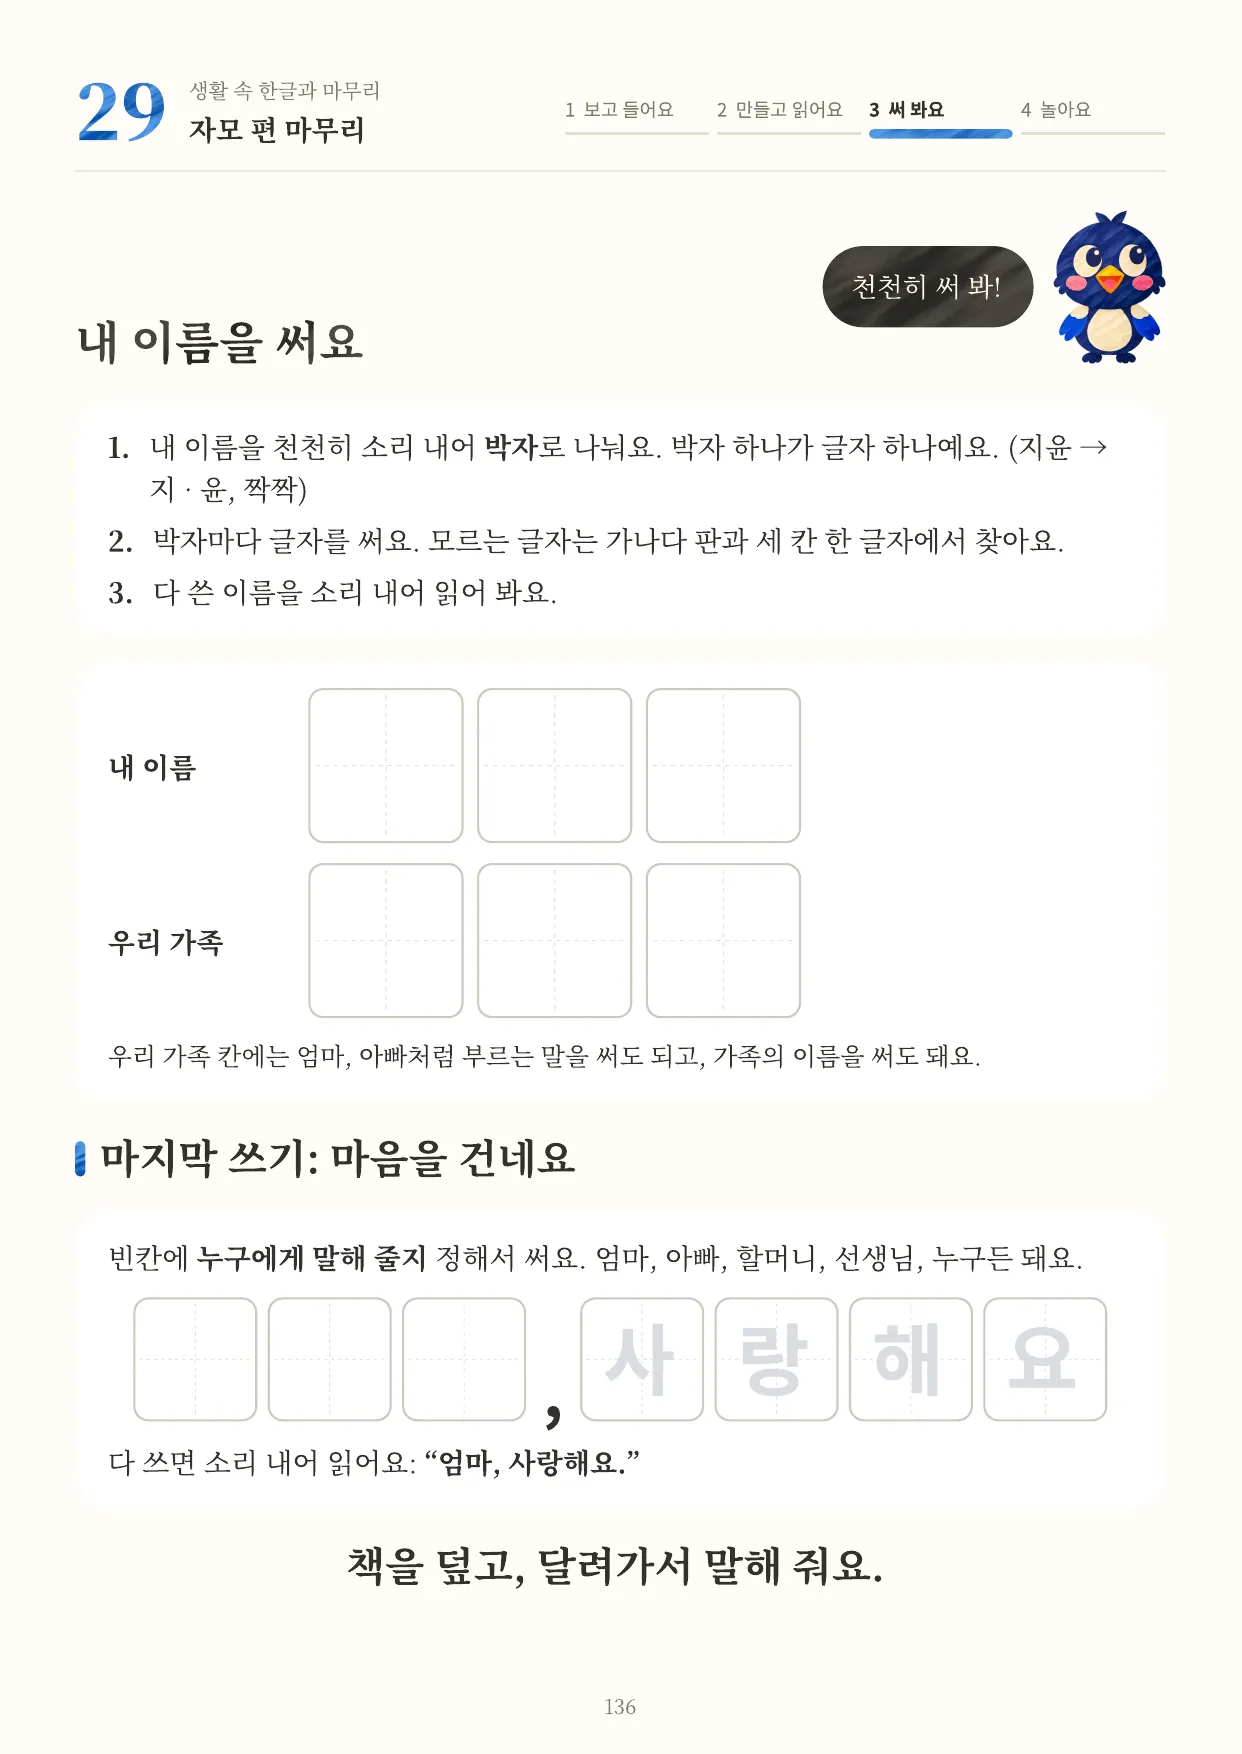 29
생활 속 한글과 마무리
자모 편 마무리
1 보고 들어요
2 만들고 읽어요
3 써 봐요
4 놀아요
천천히 써 봐!
내 이름을 써요
1. 내 이름을 천천히 소리 내어 박자로 나눠요. 박자 하나가 글자 하나예요. (지윤 →
지 · 윤, 짝짝)
2. 박자마다 글자를 써요. 모르는 글자는 가나다 판과 세 칸 한 글자에서 찾아요.
3. 다 쓴 이름을 소리 내어 읽어 봐요.
내 이름
우리 가족
우리 가족 칸에는 엄마, 아빠처럼 부르는 말을 써도 되고, 가족의 이름을 써도 돼요.
마지막 쓰기: 마음을 건네요
빈칸에 누구에게 말해 줄지 정해서 써요. 엄마, 아빠, 할머니, 선생님, 누구든 돼요.
, 사랑해요
다 쓰면 소리 내어 읽어요: “엄마, 사랑해요.”
책을 덮고, 달려가서 말해 줘요.
136